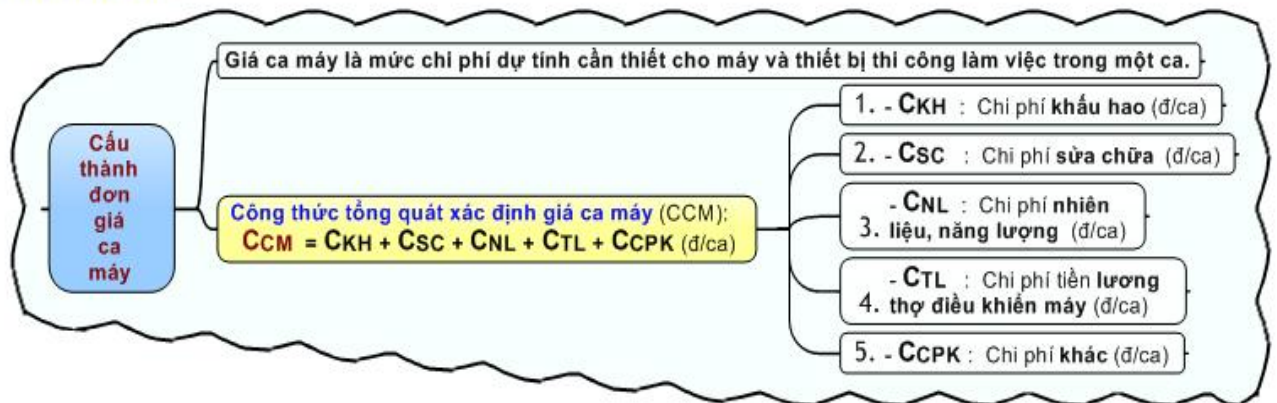 Cấu
thành
đơn
giá
ca
máy
Giá ca máy là mức chi phí dự tính cần thiết cho máy và thiết bị thi công làm việc trong một ca.
Công thức tổng quát xác định giá ca máy (CCM):
CCM = CKH + CSC + CNL + CTL + CCPK (đ/ca)
1. - CKH : Chi phí khấu hao (đ/ca)
2. - CSC : Chi phí sửa chữa (đ/ca)
- CNL : Chi phí nhiên
3. liệu, năng lượng (đ/ca)
- CTL : Chi phí tiền lương
4. thợ điều khiển máy (đ/ca)
5. - CCPK : Chi phí khác (đ/ca)